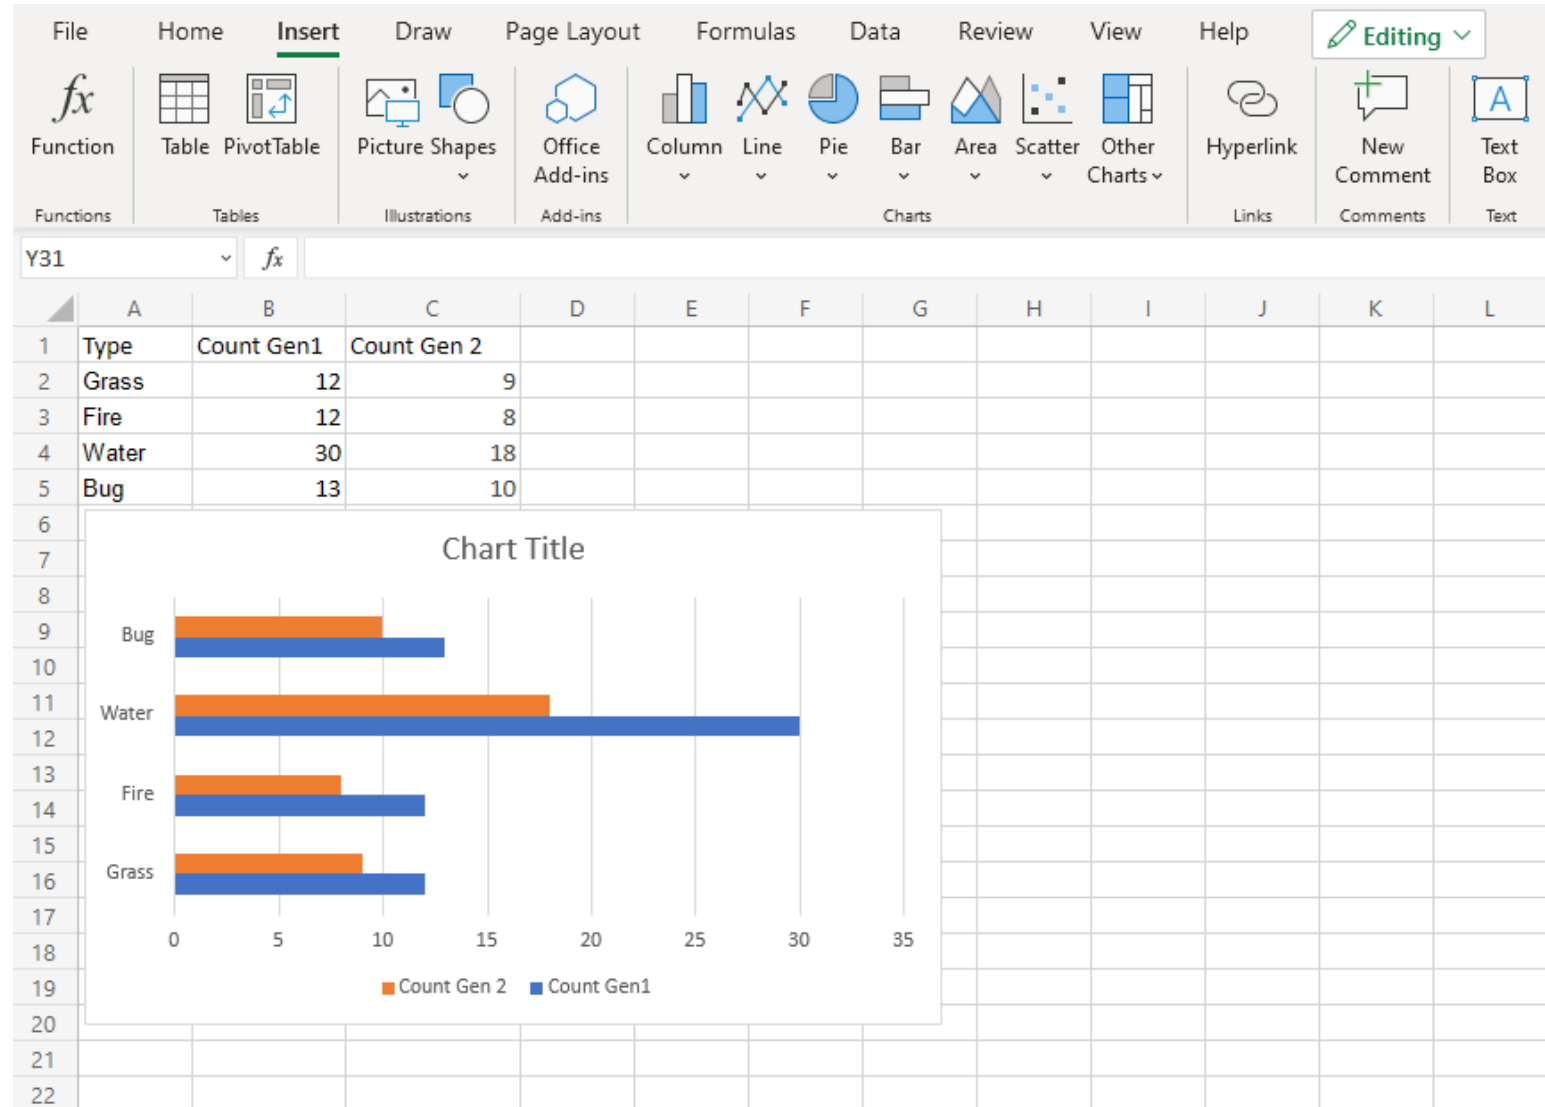 File Home Insert Draw Page Layout Formulas Data Review View Help Editing
fx
Function Table PivotTable Picture Shapes Office Add-ins Column Line Pie Bar Area Scatter Other Charts Hyperlink New Comment A Text Box
Functions Tables Illustrations Add-ins Charts Links Comments Text
Y31 fx
A B C D E F G H I J K L
1 Type Count Gen1 Count Gen 2
2 Grass 12 9
3 Fire 12 8
4 Water 30 18
5 Bug 13 10
6
7
8
9
10
11
12
13
14
15
16
17
18
19
20
21
22
Chart Title
Bug
Water
Fire
Grass
0 5 10 15 20 25 30 35
Count Gen 2 Count Gen1